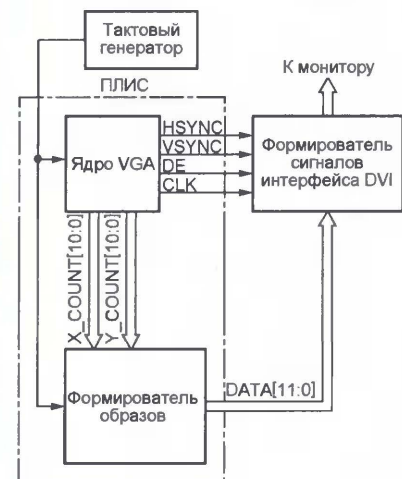 Тактовый
генератор
ПЛИС
К монитору
HSYNC
VSYNC
DE
CLK
Ядро VGA
Формирователь
сигналов
интерфейса DVI
X_COUNT[10:0]
Y_COUNT[10:0]
Формирователь
образов
DATA[11:0]